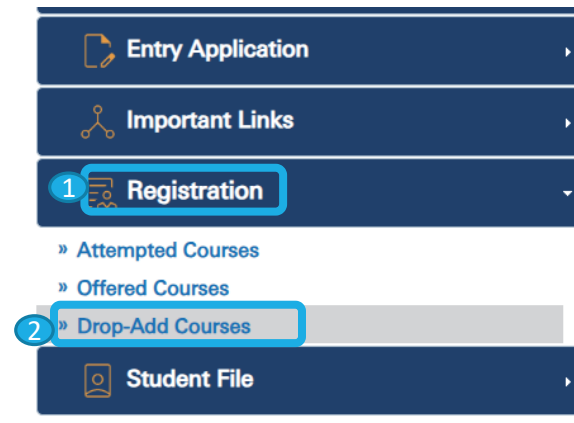 Entry Application
Important Links
1 Registration
» Attempted Courses
» Offered Courses
2 » Drop-Add Courses
Student File